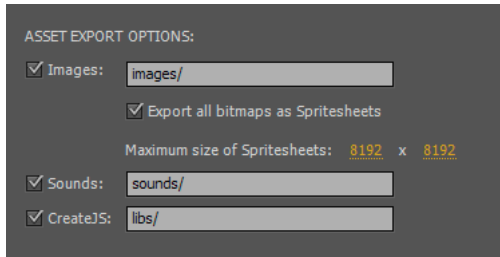 ASSET EXPORT OPTIONS:
Images: images/
Export all bitmaps as Spritesheets
Maximum size of Spritesheets: 8192 x 8192
Sounds: sounds/
CreateJS: libs/